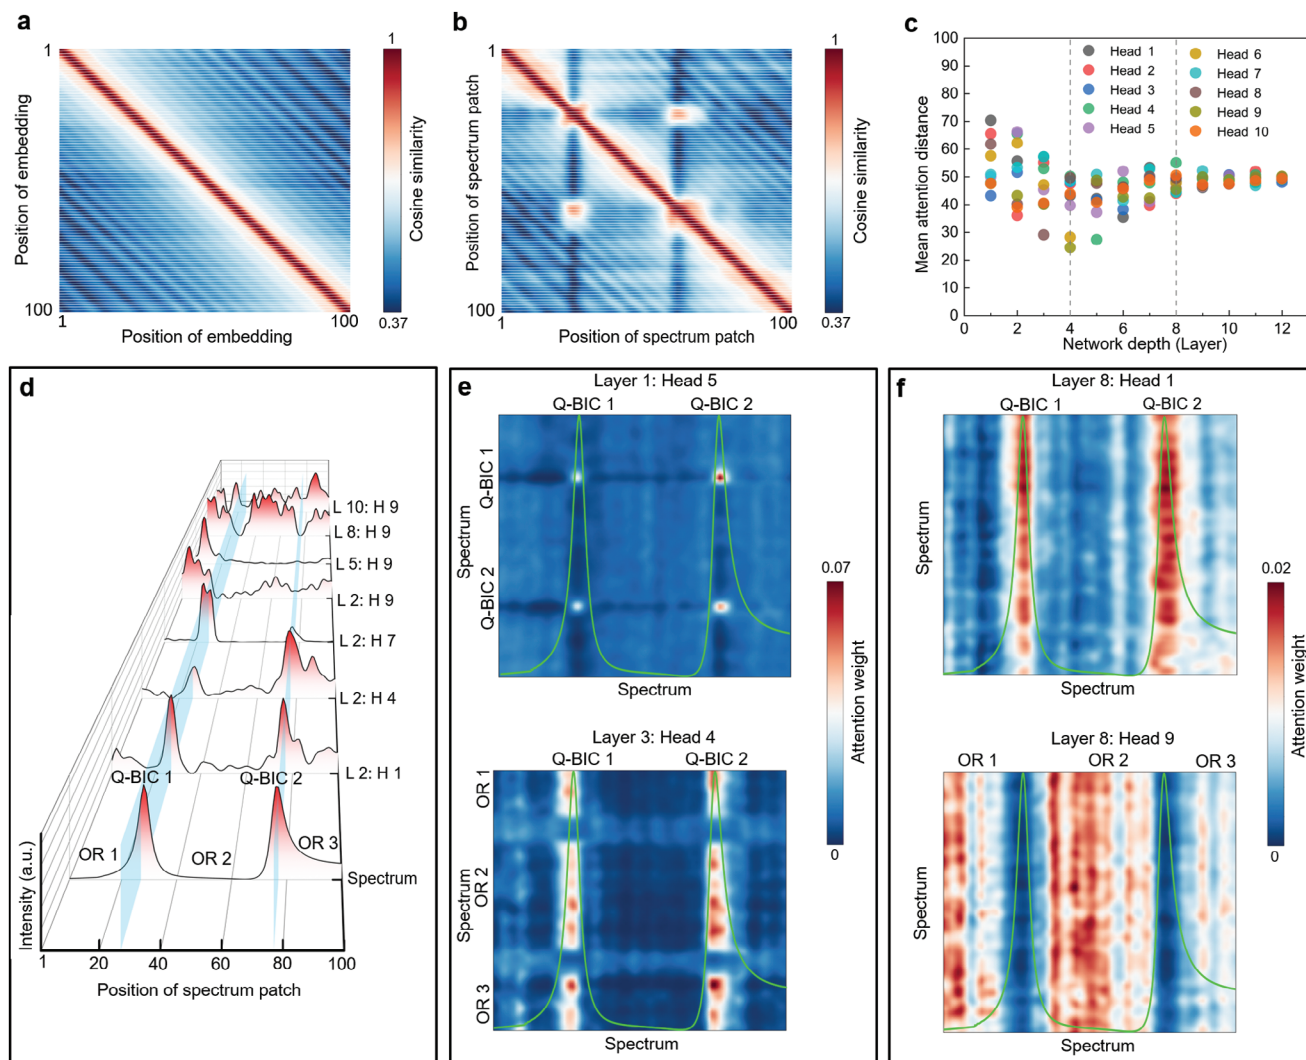 a
1
Position of embedding
100
1
Position of embedding
100
1
Cosine similarity
0.37
b
1
Position of spectrum patch
100
1
Position of spectrum patch
100
1
Cosine similarity
0.37
c
100
90
80
70
60
50
40
30
20
10
0
Mean attention distance
0 2 4 6 8 10 12
Network depth (Layer)
Head 1
Head 2
Head 3
Head 4
Head 5
Head 6
Head 7
Head 8
Head 9
Head 10
d
L 10: H 9
L 8: H 9
L 5: H 9
L 2: H 9
L 2: H 7
L 2: H 4
L 2: H 1
Q-BIC 1 Q-BIC 2
OR 1 OR 2 OR 3
Spectrum
Intensity (a.u.)
1 20 40 60 80 100
Position of spectrum patch
e
Layer 1: Head 5
Q-BIC 1 Q-BIC 2
Q-BIC 1
Spectrum
Q-BIC 2
Spectrum
Layer 3: Head 4
Q-BIC 1 Q-BIC 2
OR 1
Spectrum
OR 2
OR 3
Spectrum
0.07
Attention weight
0
f
Layer 8: Head 1
Q-BIC 1 Q-BIC 2
Spectrum
Spectrum
Layer 8: Head 9
OR 1 OR 2 OR 3
Spectrum
Spectrum
0.02
Attention weight
0